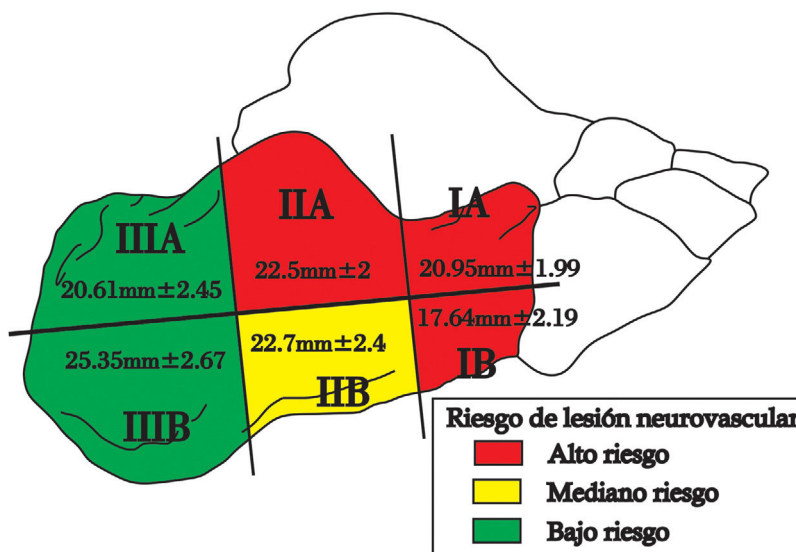 IIA
IA
IIIA
22.5mm±2
20.95mm±1.99
20.61mm±2.45
17.64mm±2.19
22.7mm±2.4
25.35mm±2.67
IB
IIB
IIIB
Riesgo de lesión neurovascular
Alto riesgo
Mediano riesgo
Bajo riesgo